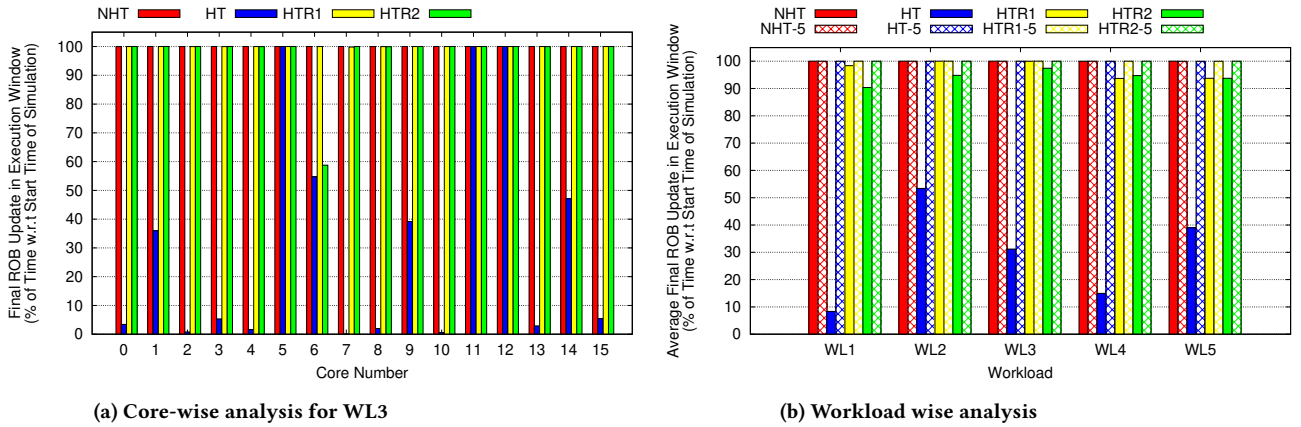 NHT HT HTR1 HTR2
Final ROB Update in Execution Window
(% of Time w.r.t Start Time of Simulation)
100
90
80
70
60
50
40
30
20
10
0
0 1 2 3 4 5 6 7 8 9 10 11 12 13 14 15
Core Number
(a) Core-wise analysis for WL3
NHT HT HTR1 HTR2
NHT-5 HT-5 HTR1-5 HTR2-5
Average Final ROB Update in Execution Window
(% of Time w.r.t Start Time of Simulation)
100
90
80
70
60
50
40
30
20
10
0
WL1 WL2 WL3 WL4 WL5
Workload
(b) Workload wise analysis